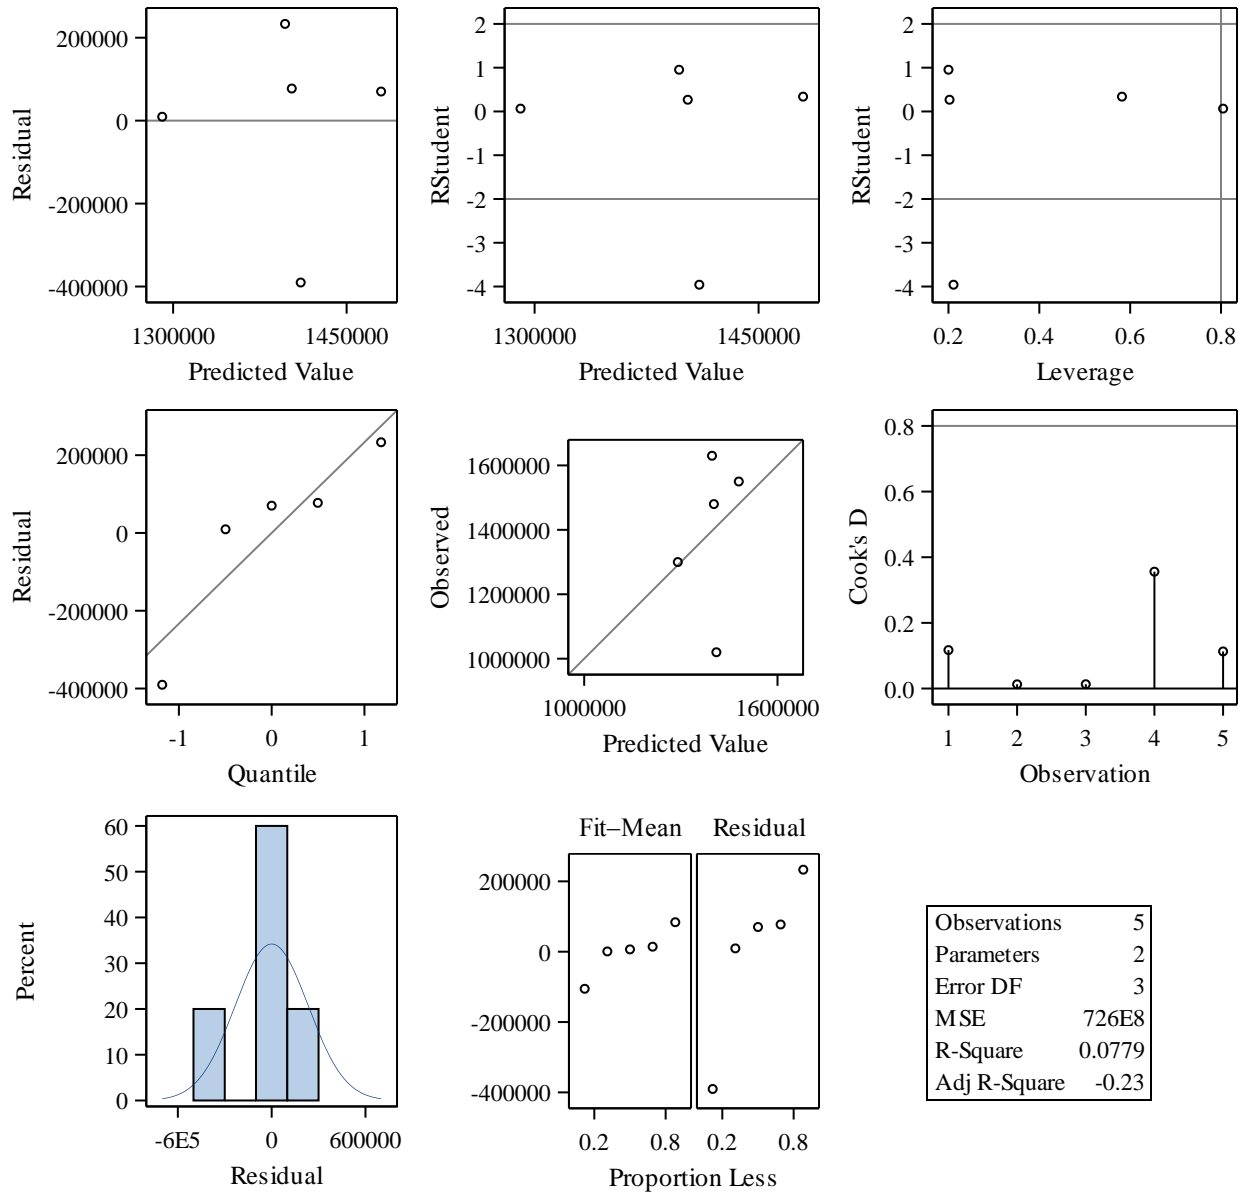 200000
0
-200000
-400000
Residual
1300000 1450000
Predicted Value
2
1
0
-1
-2
-3
-4
RStudent
1300000 1450000
Predicted Value
2
1
0
-1
-2
-3
-4
RStudent
0.2 0.4 0.6 0.8
Leverage
200000
0
-200000
-400000
Residual
-1 0 1
Quantile
1600000
1400000
1200000
1000000
Observed
1000000 1600000
Predicted Value
0.8
0.6
0.4
0.2
0.0
Cook's D
1 2 3 4 5
Observation
60
50
40
30
20
10
0
Percent
-6E5 0 600000
Residual
Fit–Mean Residual
200000
0
-200000
-400000
0.2 0.8 0.2 0.8
Proportion Less
Observations 5
Parameters 2
Error DF 3
MSE 726E8
R-Square 0.0779
Adj R-Square -0.23